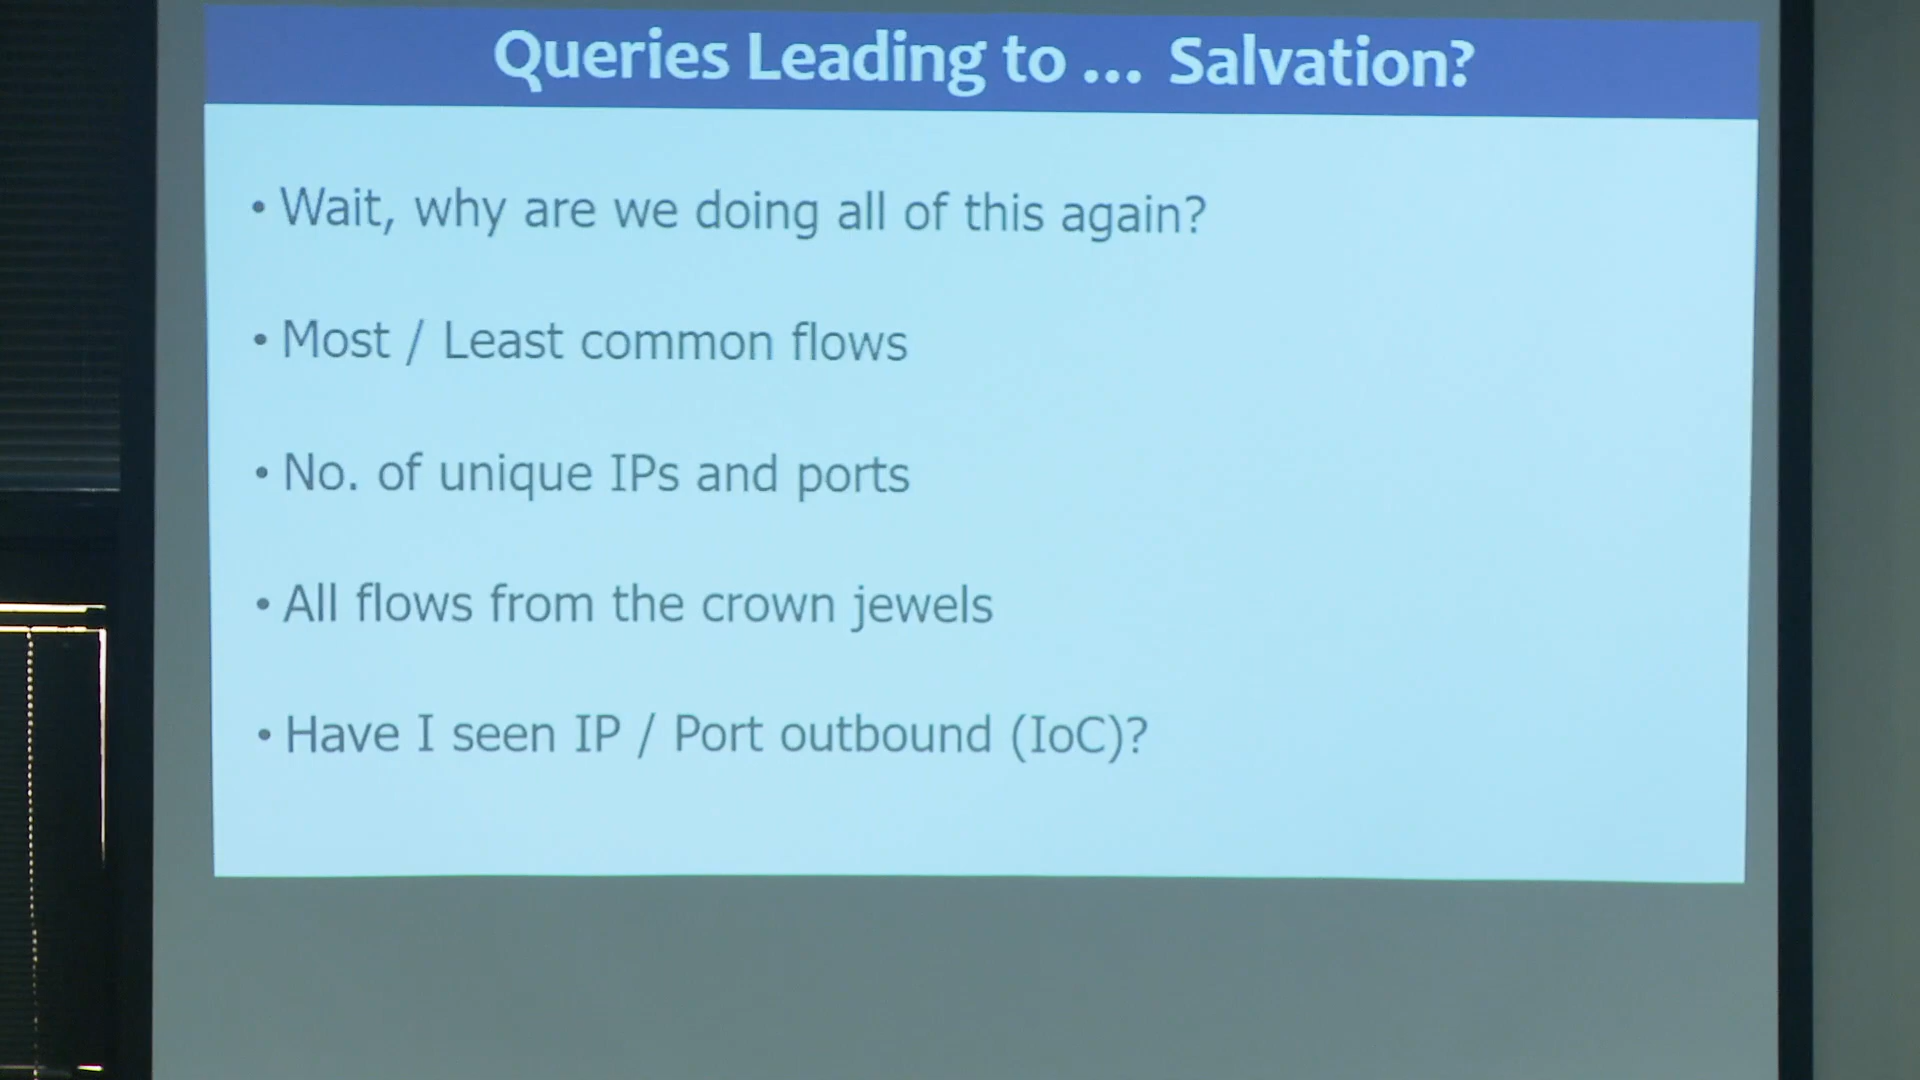 Queries Leading to ... Salvation?
• Wait, why are we doing all of this again?
• Most / Least common flows
• No. of unique IPs and ports
• All flows from the crown jewels
• Have I seen IP / Port outbound (IoC)?